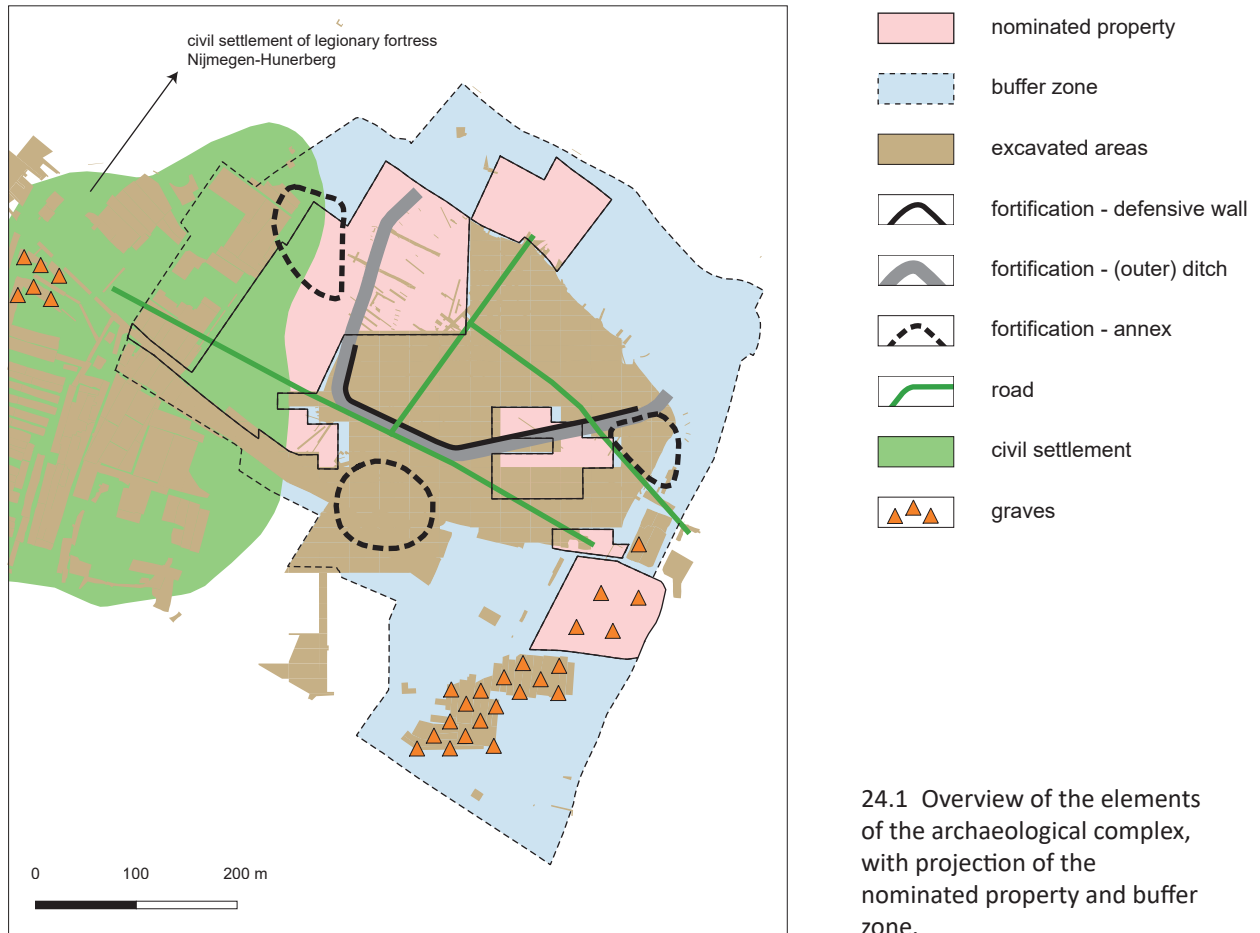 civil settlement of legionary fortress
Nijmegen-Hunerberg
0 100 200 m
nominated property
buffer zone
excavated areas
fortification - defensive wall
fortification - (outer) ditch
fortification - annex
road
civil settlement
graves
24.1 Overview of the elements
of the archaeological complex,
with projection of the
nominated property and buffer
zone.